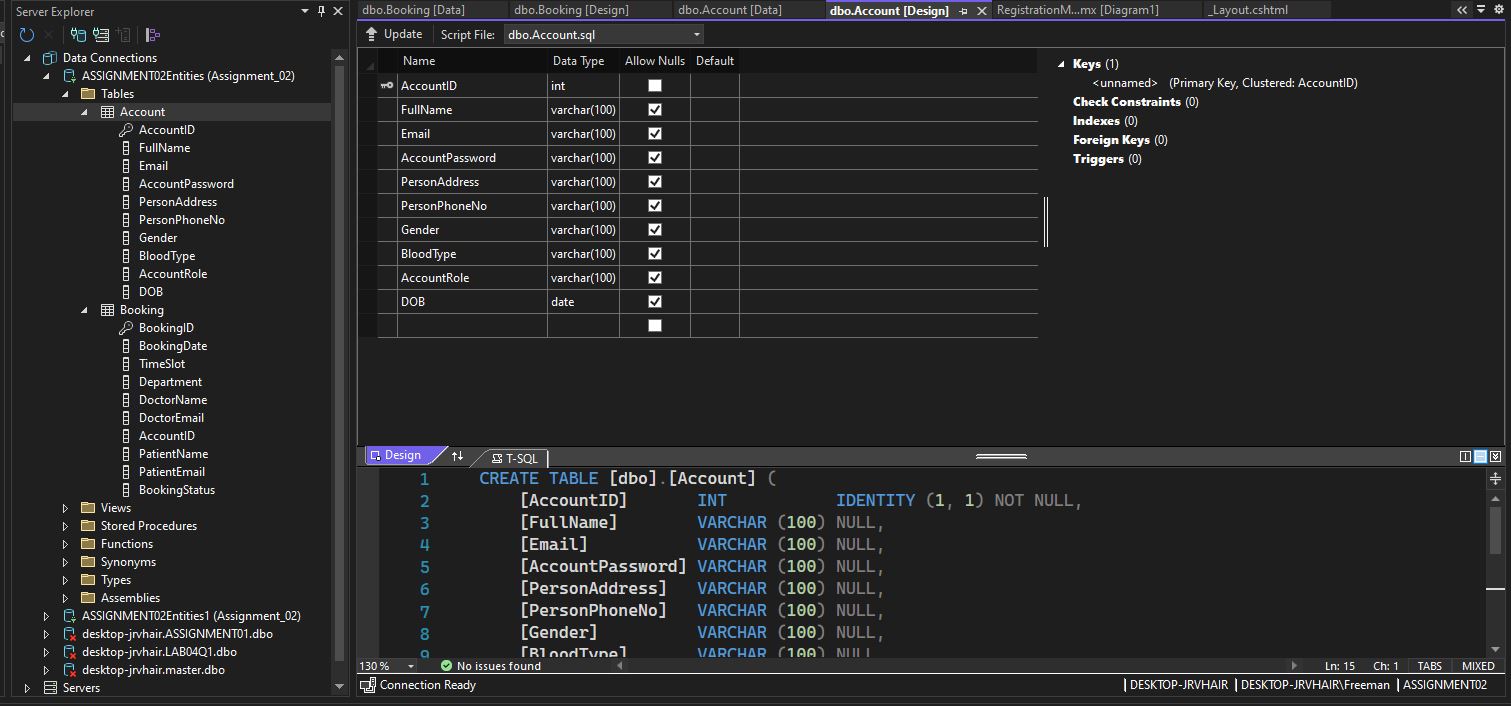 Server Explorer
Data Connections
ASSIGNMENT02Entities (Assignment_02)
Tables
Account
AccountID
FullName
Email
AccountPassword
PersonAddress
PersonPhoneNo
Gender
BloodType
AccountRole
DOB
Booking
BookingID
BookingDate
TimeSlot
Department
DoctorName
DoctorEmail
AccountID
PatientName
PatientEmail
BookingStatus
Views
Stored Procedures
Functions
Synonyms
Types
Assemblies
ASSIGNMENT02Entities1 (Assignment_02)
desktop-jrvhair.ASSIGNMENT01.dbo
desktop-jrvhair.LAB04Q1.dbo
desktop-jrvhair.master.dbo
Servers
dbo.Booking [Data] dbo.Booking [Design] dbo.Account [Data] dbo.Account [Design] RegistrationM...mx [Diagram1] _Layout.cshtml
Update Script File: dbo.Account.sql
Name Data Type Allow Nulls Default
AccountID int
FullName varchar(100)
Email varchar(100)
AccountPassword varchar(100)
PersonAddress varchar(100)
PersonPhoneNo varchar(100)
Gender varchar(100)
BloodType varchar(100)
AccountRole varchar(100)
DOB date
Keys (1)
<unnamed> (Primary Key, Clustered: AccountID)
Check Constraints (0)
Indexes (0)
Foreign Keys (0)
Triggers (0)
Design T-SQL
1 CREATE TABLE [dbo].[Account] (
2 [AccountID] INT IDENTITY (1, 1) NOT NULL,
3 [FullName] VARCHAR (100) NULL,
4 [Email] VARCHAR (100) NULL,
5 [AccountPassword] VARCHAR (100) NULL,
6 [PersonAddress] VARCHAR (100) NULL,
7 [PersonPhoneNo] VARCHAR (100) NULL,
8 [Gender] VARCHAR (100) NULL,
9 [BloodType] VARCHAR (100) NULL
130 % No issues found Ln: 15 Ch: 1 TABS MIXED
Connection Ready DESKTOP-JRVHAIR DESKTOP-JRVHAIR\Freeman ASSIGNMENT02